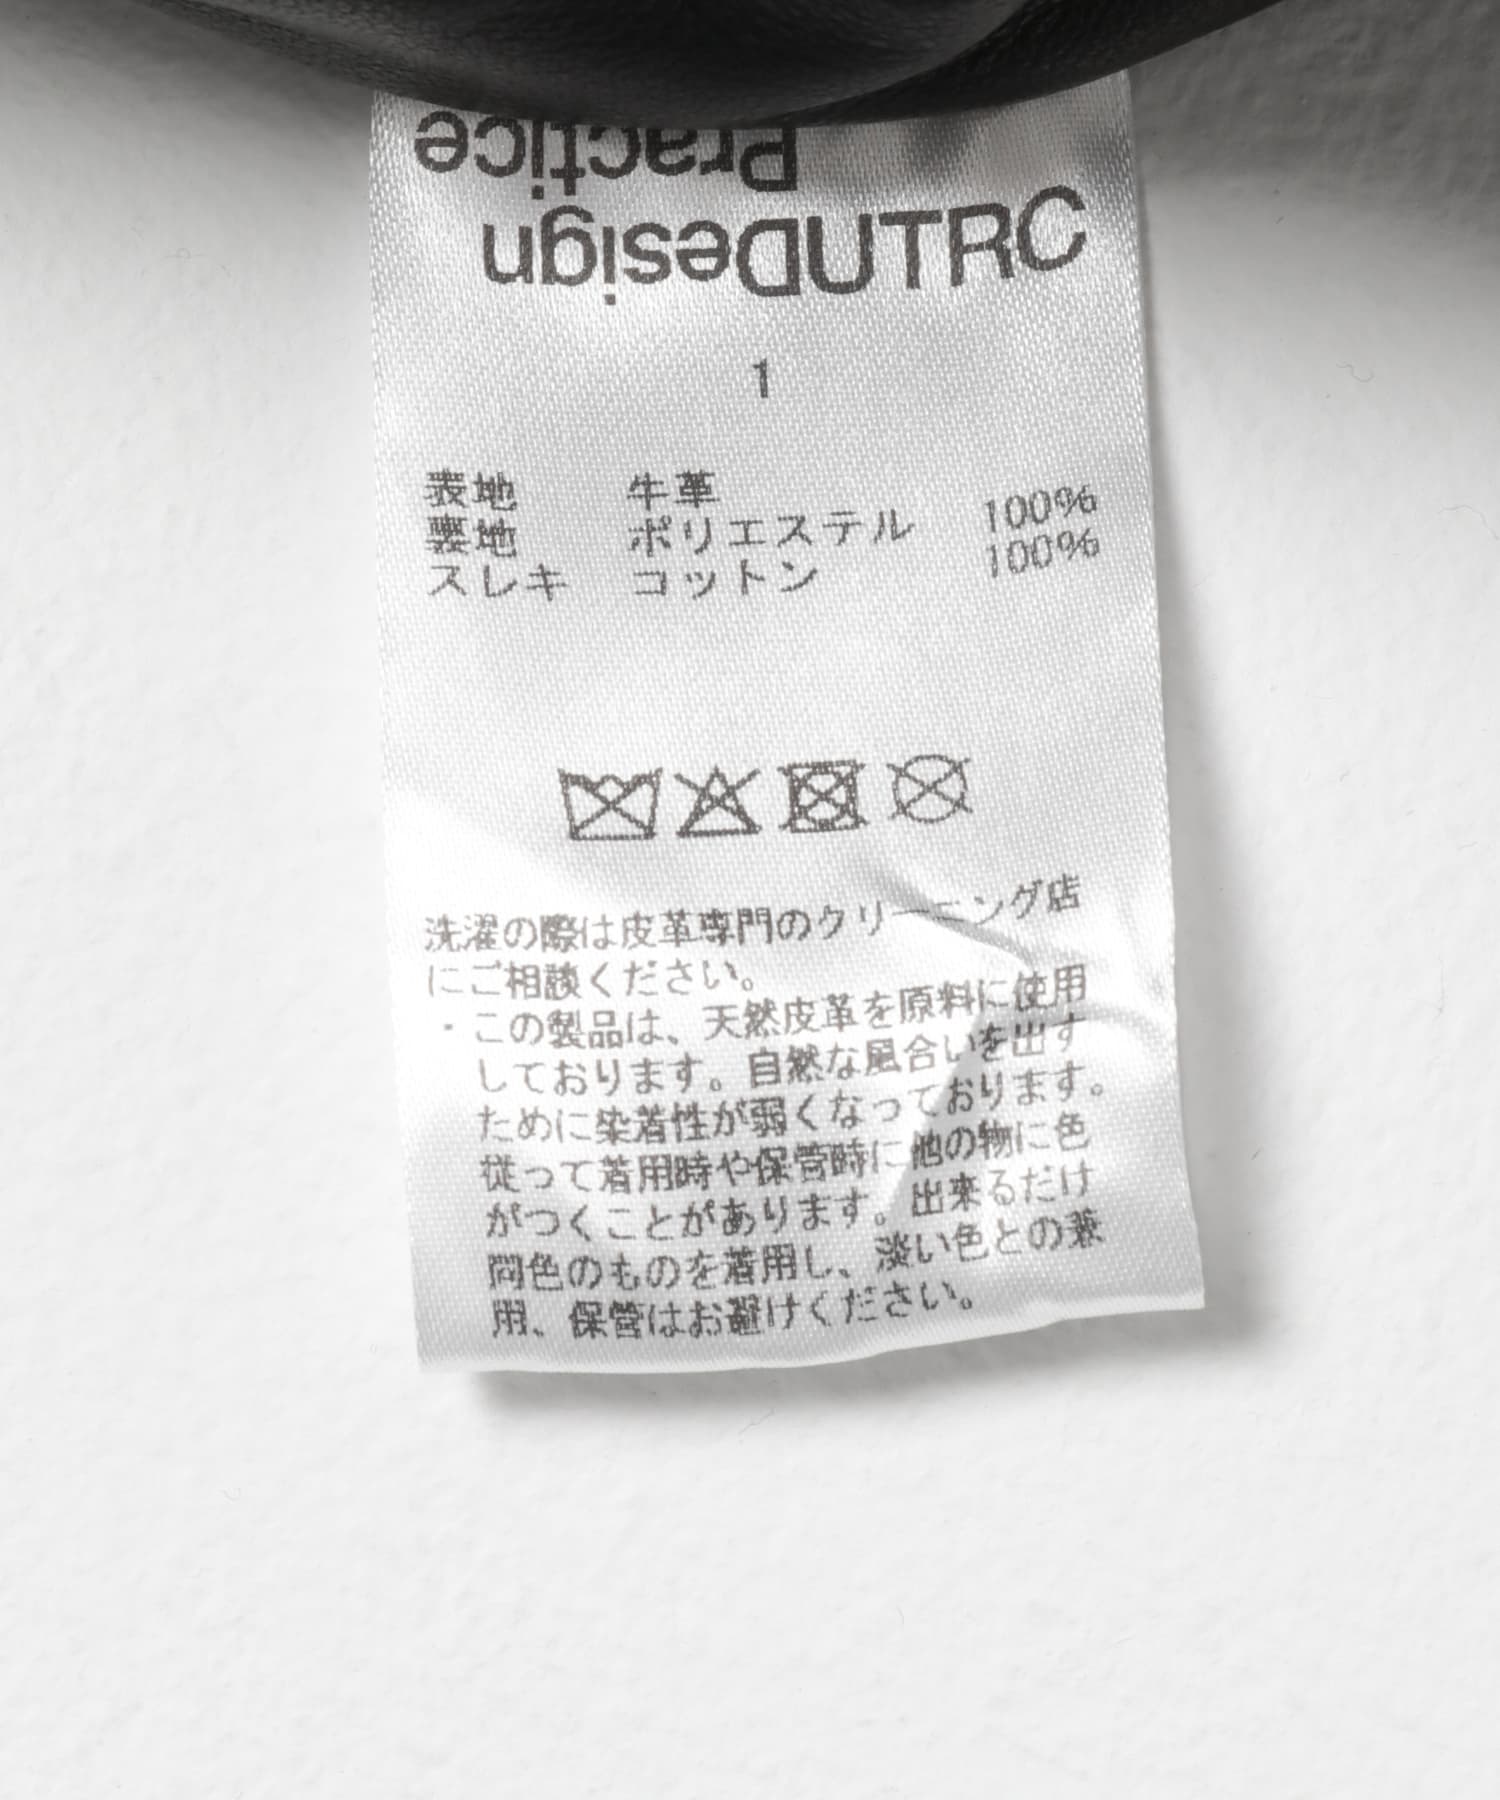 Practice
Design UTRC
1
表地 牛革
裏地 ポリエステル 100%
スレキ コットン 100%
洗濯の際は皮革専門のクリーニング店
にご相談ください。
・この製品は、天然皮革を原料に使用
しております。自然な風合いを出す
ために染着性が弱くなっております。
従って着用時や保管時に他の物に色
がつくことがあります。出来るだけ
同色のものを着用し、淡い色との兼
用、保管はお避けください。